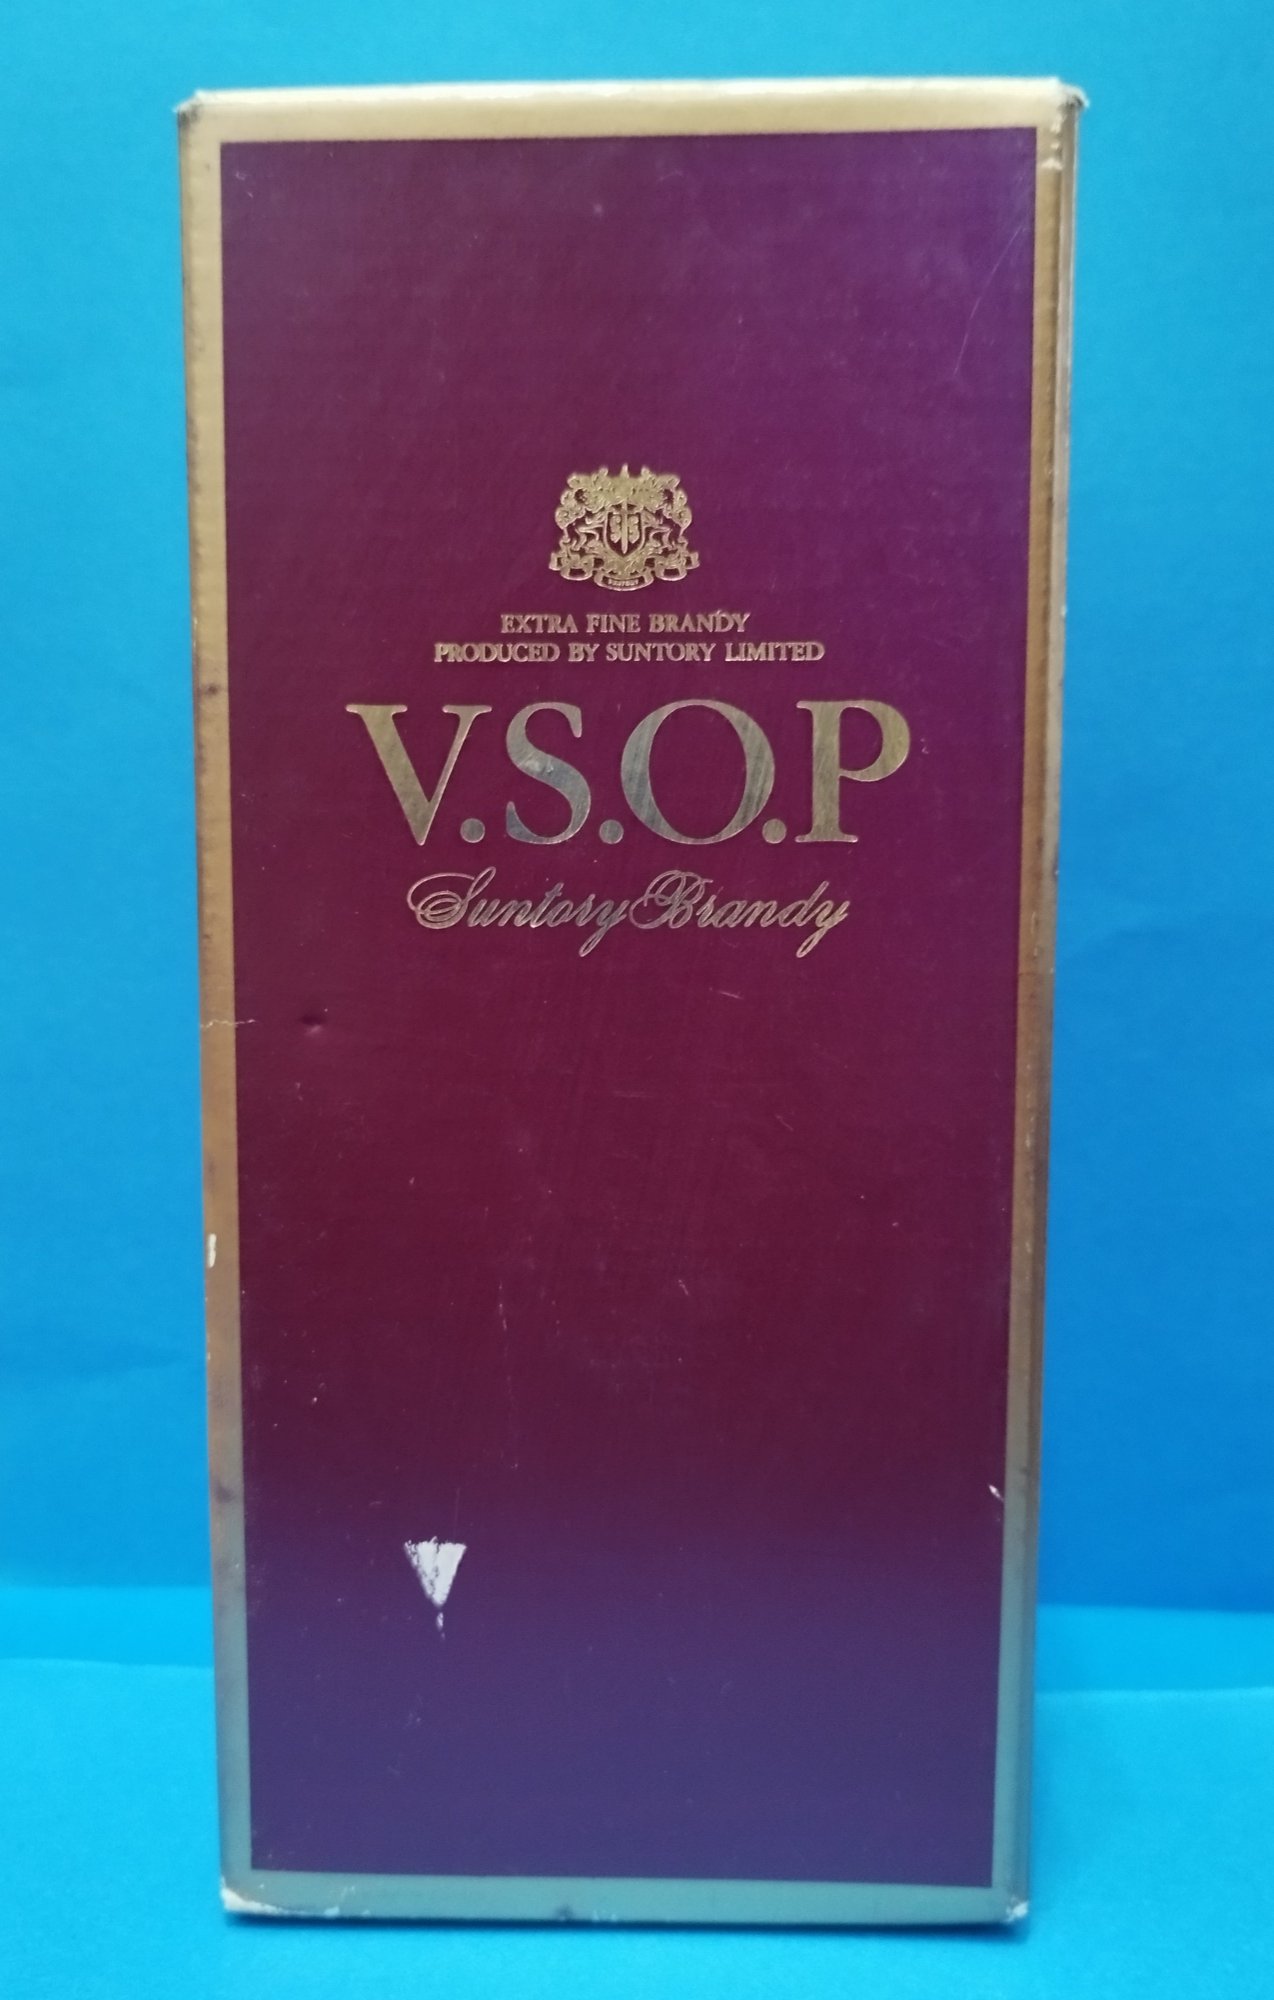 EXTRA FINE BRANDY
PRODUCED BY SUNTORY LIMITED
V.S.O.P
Suntory Brandy